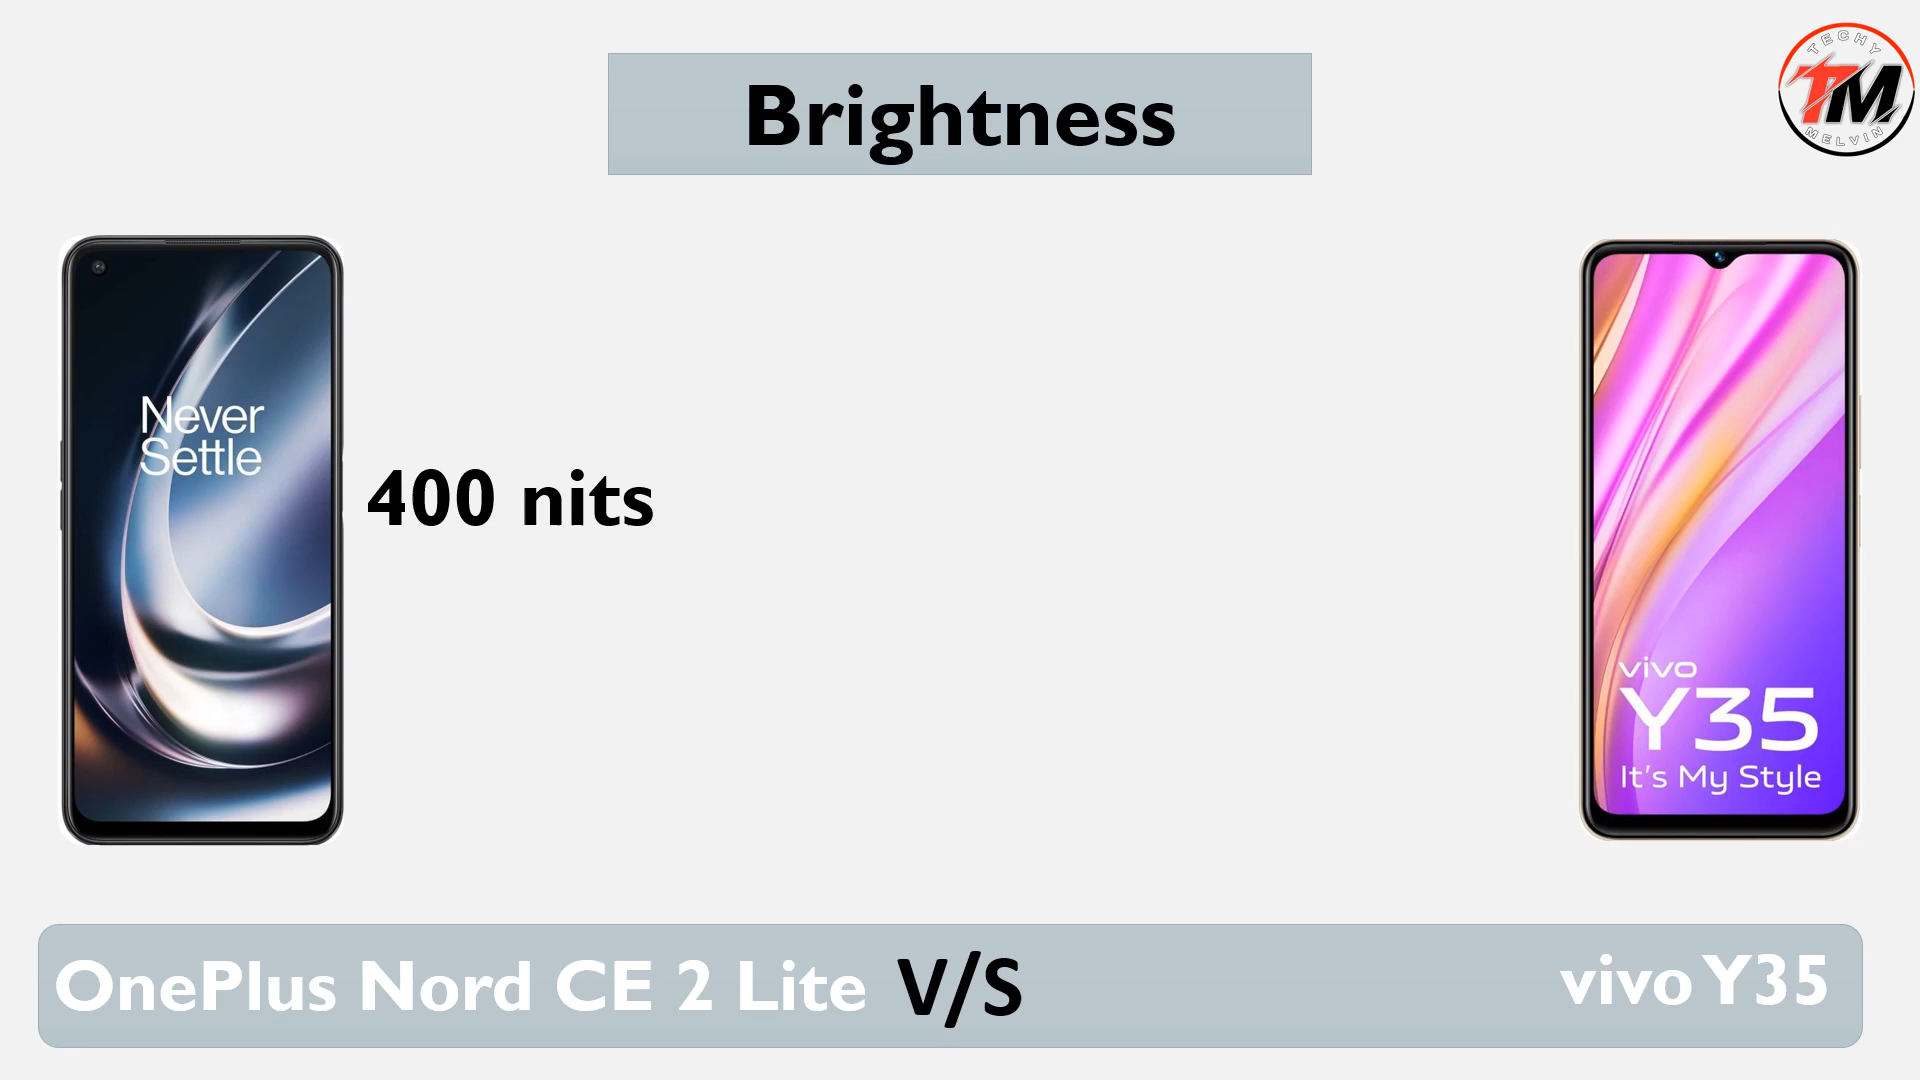 Brightness
TECHY
TM
MELVIN
Never
Settle
400 nits
vivo
Y35
It's My Style
OnePlus Nord CE 2 Lite V/S vivo Y35